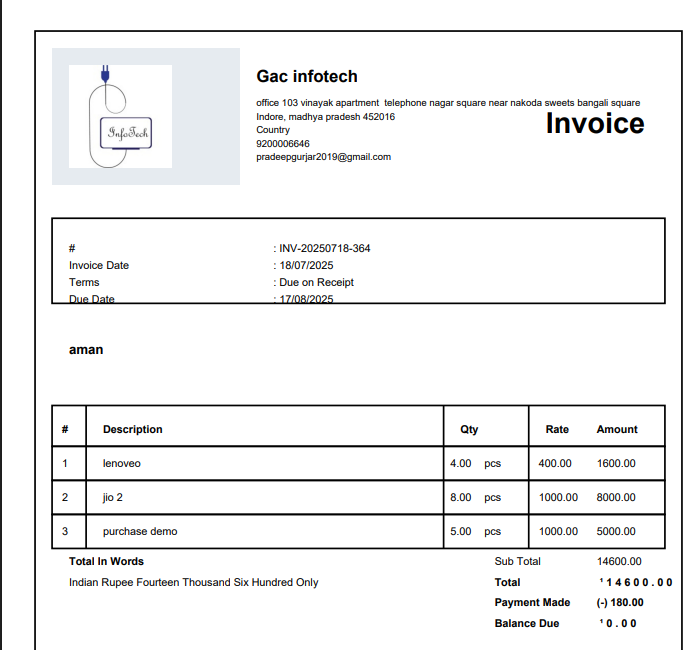 InfoTech
Gac infotech
office 103 vinayak apartment  telephone nagar square near nakoda sweets bangali square
Indore, madhya pradesh 452016
Invoice
Country
9200006646
pradeepgurjar2019@gmail.com
# : INV-20250718-364
Invoice Date : 18/07/2025
Terms : Due on Receipt
Due Date : 17/08/2025
aman
# Description Qty Rate Amount
1 lenoveo 4.00 pcs 400.00 1600.00
2 jio 2 8.00 pcs 1000.00 8000.00
3 purchase demo 5.00 pcs 1000.00 5000.00
Total In Words Sub Total 14600.00
Indian Rupee Fourteen Thousand Six Hundred Only Total ¹14600.00
Payment Made (-) 180.00
Balance Due ¹0.00